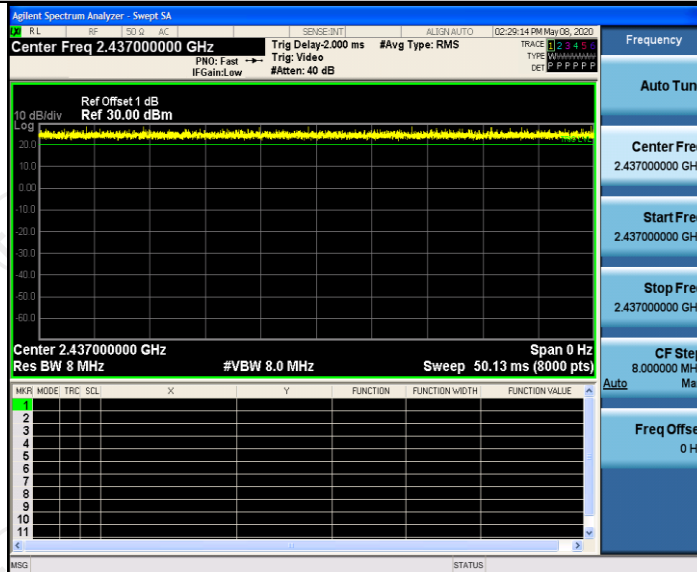 Agilent Spectrum Analyzer - Swept SA
RL RF 50 Ω AC SENSE:INT ALIGN AUTO 02:29:14 PM May 08, 2020
Center Freq 2.437000000 GHz
PNO: Fast
IFGain:Low
Trig Delay-2.000 ms
Trig: Video
#Atten: 40 dB
#Avg Type: RMS
TRACE 1 2 3 4 5 6
TYPE
DET P P P P P P
Ref Offset 1 dB
10 dB/div Ref 30.00 dBm
Log
20.0
10.0
0.00
-10.0
-20.0
-30.0
-40.0
-50.0
-60.0
Center 2.437000000 GHz Span 0 Hz
Res BW 8 MHz #VBW 8.0 MHz Sweep 50.13 ms (8000 pts)
MKR MODE TRC SCL X Y FUNCTION FUNCTION WIDTH FUNCTION VALUE
1
2
3
4
5
6
7
8
9
10
11
MSG STATUS
Frequency
Auto Tun
Center Fre
2.437000000 GH
Start Fre
2.437000000 GH
Stop Fre
2.437000000 GH
CF Ste
8.000000 MH
Auto Ma
Freq Offse
0 H